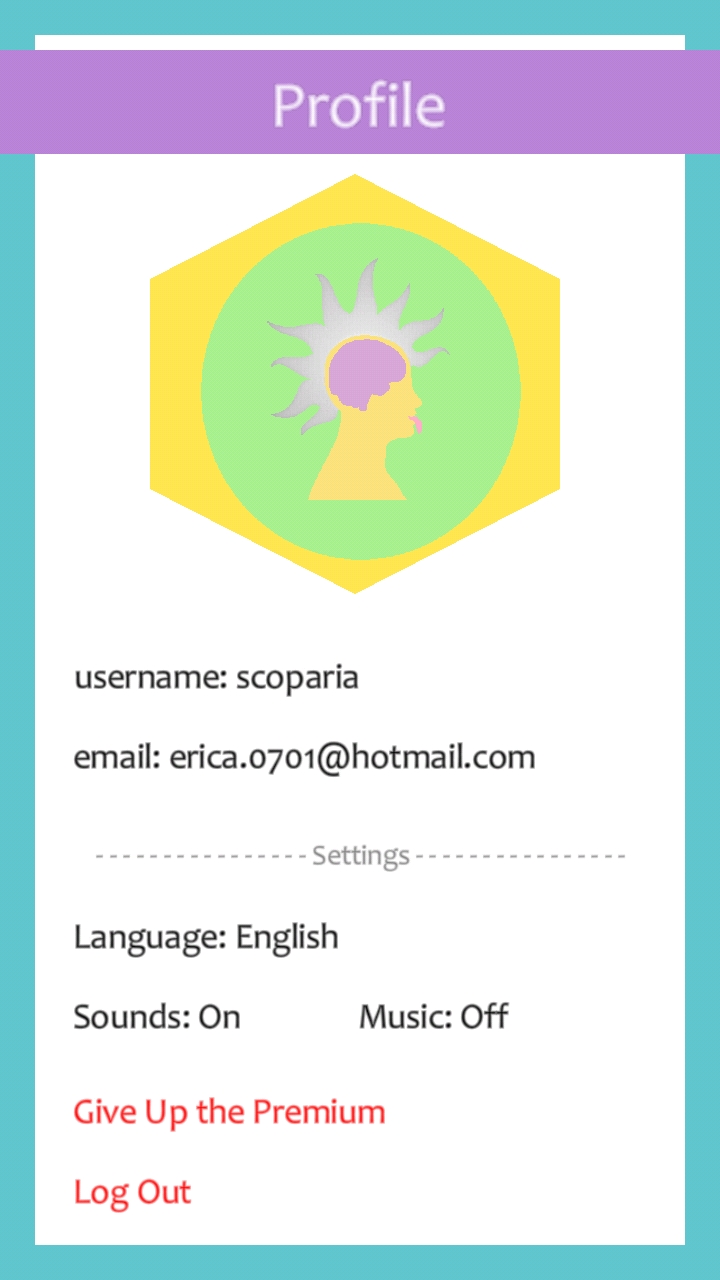 Profile
username: scoparia
email: erica.0701@hotmail.com
----------------Settings----------------
Language: English
Sounds: On Music: Off
Give Up the Premium
Log Out